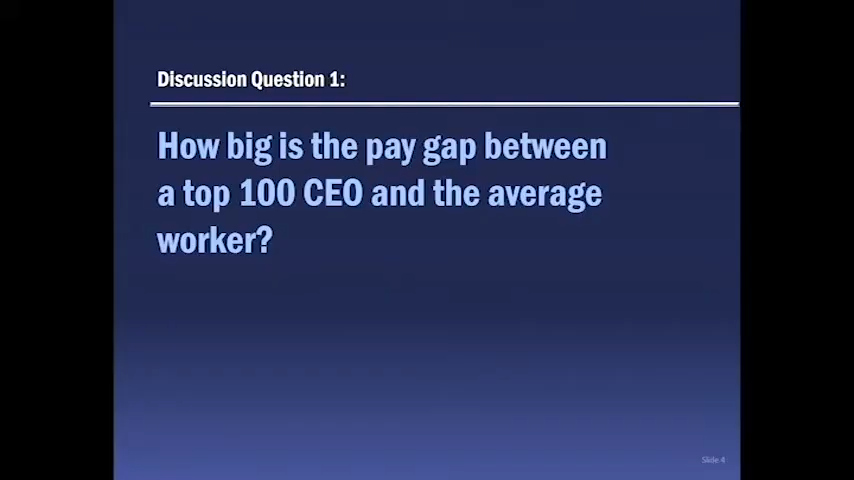 Discussion Question 1:
How big is the pay gap between
a top 100 CEO and the average
worker?
Slide 4